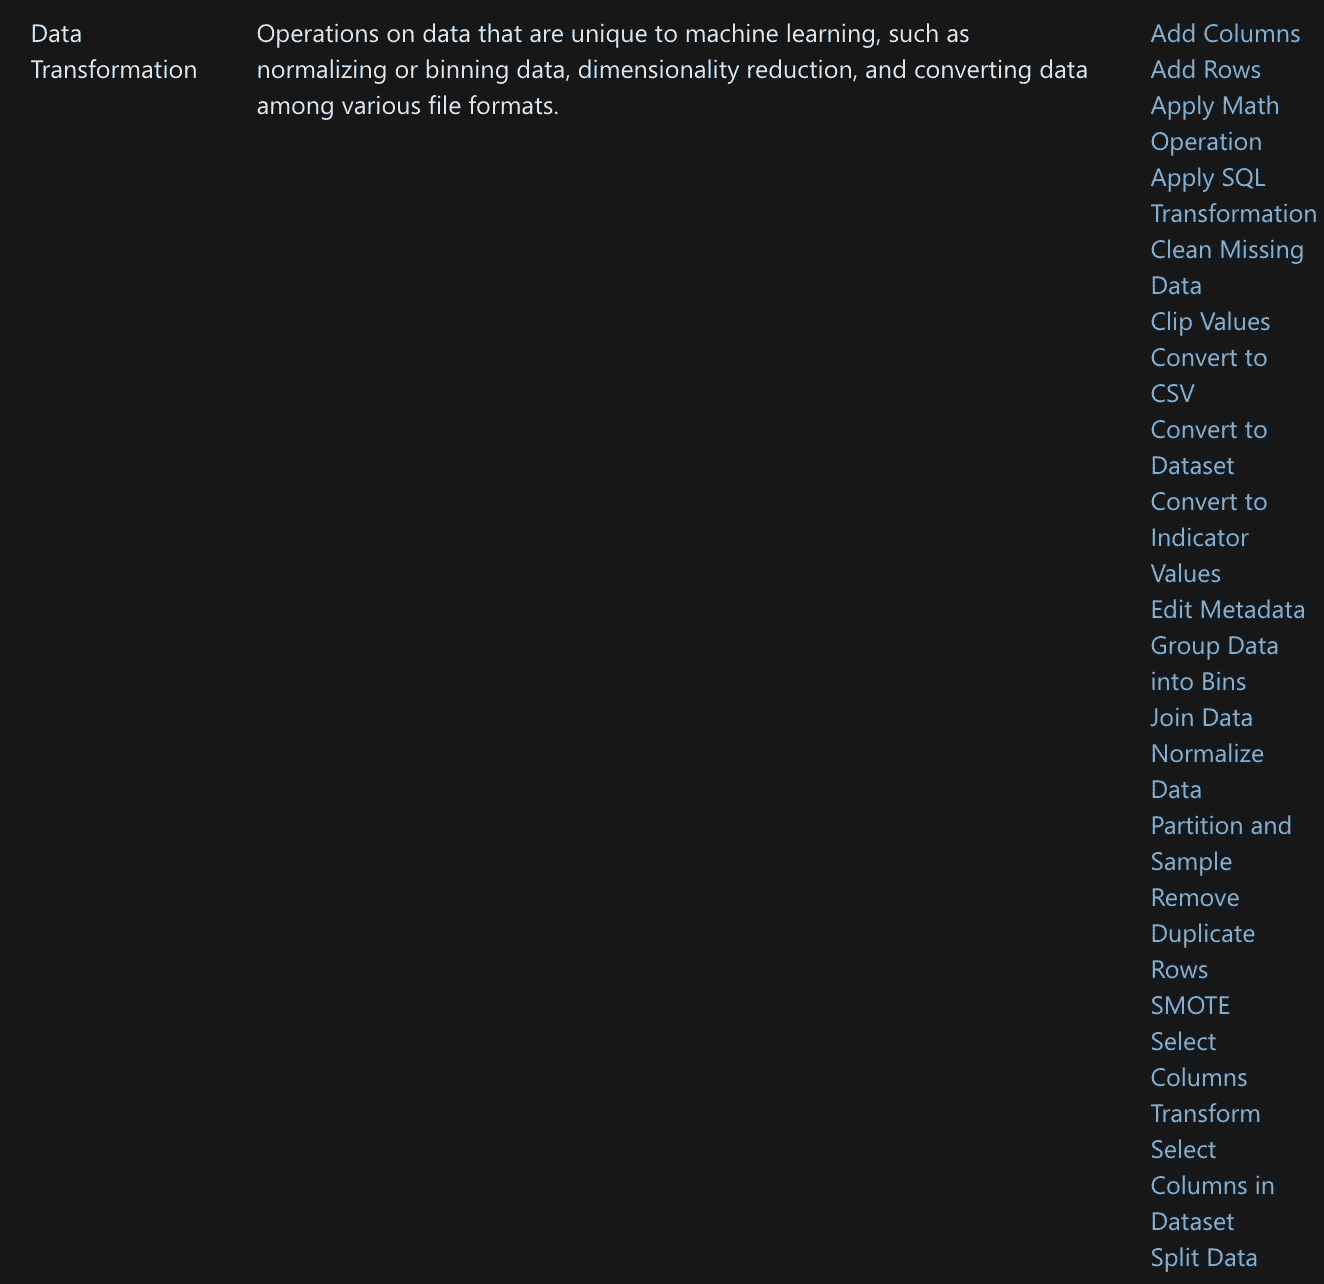 Data
Transformation
Operations on data that are unique to machine learning, such as
normalizing or binning data, dimensionality reduction, and converting data
among various file formats.
Add Columns
Add Rows
Apply Math
Operation
Apply SQL
Transformation
Clean Missing
Data
Clip Values
Convert to
CSV
Convert to
Dataset
Convert to
Indicator
Values
Edit Metadata
Group Data
into Bins
Join Data
Normalize
Data
Partition and
Sample
Remove
Duplicate
Rows
SMOTE
Select
Columns
Transform
Select
Columns in
Dataset
Split Data